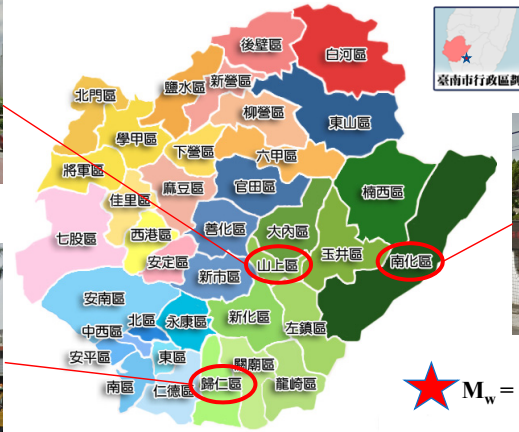 後壁區
白河區
新營區
鹽水區
北門區
柳營區
東山區
學甲區
下營區
六甲區
將軍區
麻豆區
官田區
楠西區
佳里區
七股區
西港區
善化區
大內區
安定區
山上區
玉井區
南化區
新市區
安南區
北區
永康區
新化區
左鎮區
中西區
安平區
東區
關廟區
南區
仁德區
歸仁區
龍崎區
臺南市行政區劃
M_w =